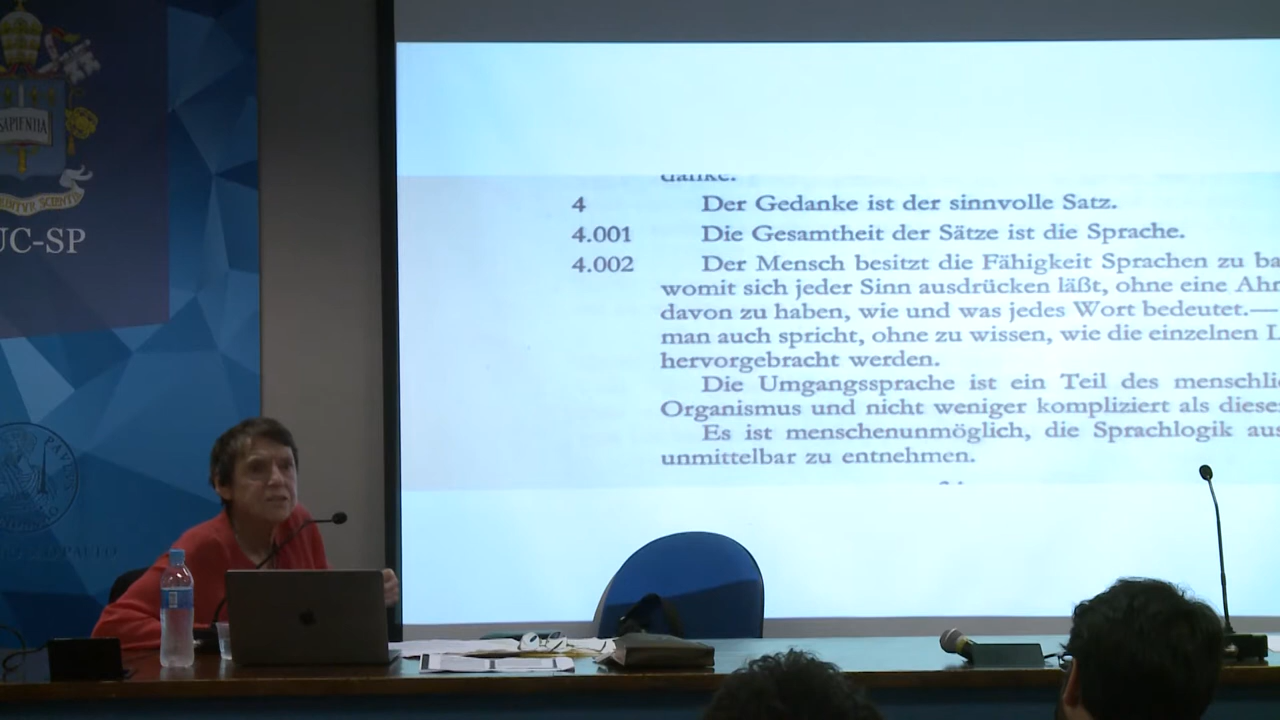 SAPIENTIA
UC-SP
danke.
4 Der Gedanke ist der sinnvolle Satz.
4.001 Die Gesamtheit der Sätze ist die Sprache.
4.002 Der Mensch besitzt die Fähigkeit Sprachen zu ba
womit sich jeder Sinn ausdrücken läßt, ohne eine Ahn
davon zu haben, wie und was jedes Wort bedeutet.—
man auch spricht, ohne zu wissen, wie die einzelnen L
hervorgebracht werden.
Die Umgangssprache ist ein Teil des menschli
Organismus und nicht weniger kompliziert als diese
Es ist menschenunmöglich, die Sprachlogik aus
unmittelbar zu entnehmen.